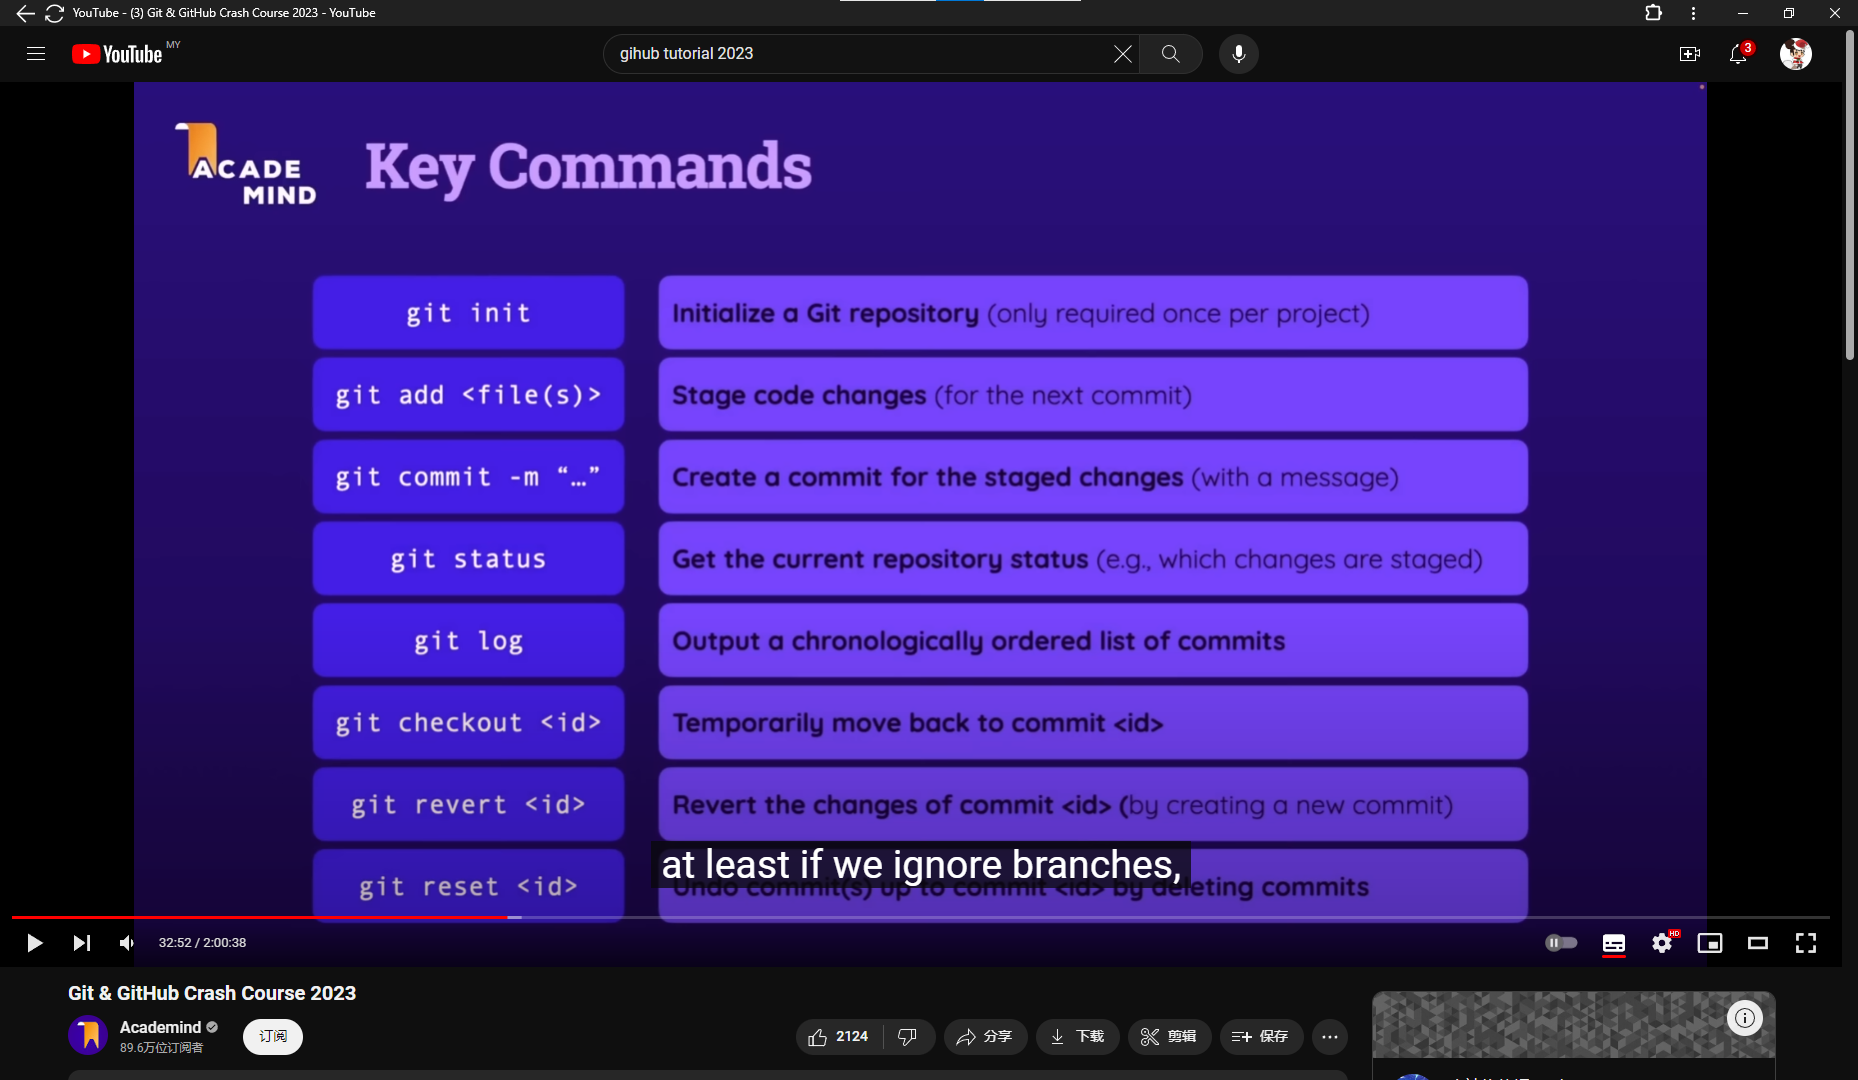 YouTube - (3) Git & GitHub Crash Course 2023 - YouTube
YouTube MY
gihub tutorial 2023
3
ACADE
MIND
Key Commands
git init
Initialize a Git repository (only required once per project)
git add <file(s)>
Stage code changes (for the next commit)
git commit -m “…”
Create a commit for the staged changes (with a message)
git status
Get the current repository status (e.g., which changes are staged)
git log
Output a chronologically ordered list of commits
git checkout <id>
Temporarily move back to commit <id>
git revert <id>
Revert the changes of commit <id> (by creating a new commit)
at least if we ignore branches,
git reset <id>
Undo commit(s) up to commit <id> by deleting commits
32:52 / 2:00:38
HD
Git & GitHub Crash Course 2023
Academind
89.6万位订阅者
订阅
2124
分享
下载
剪辑
保存